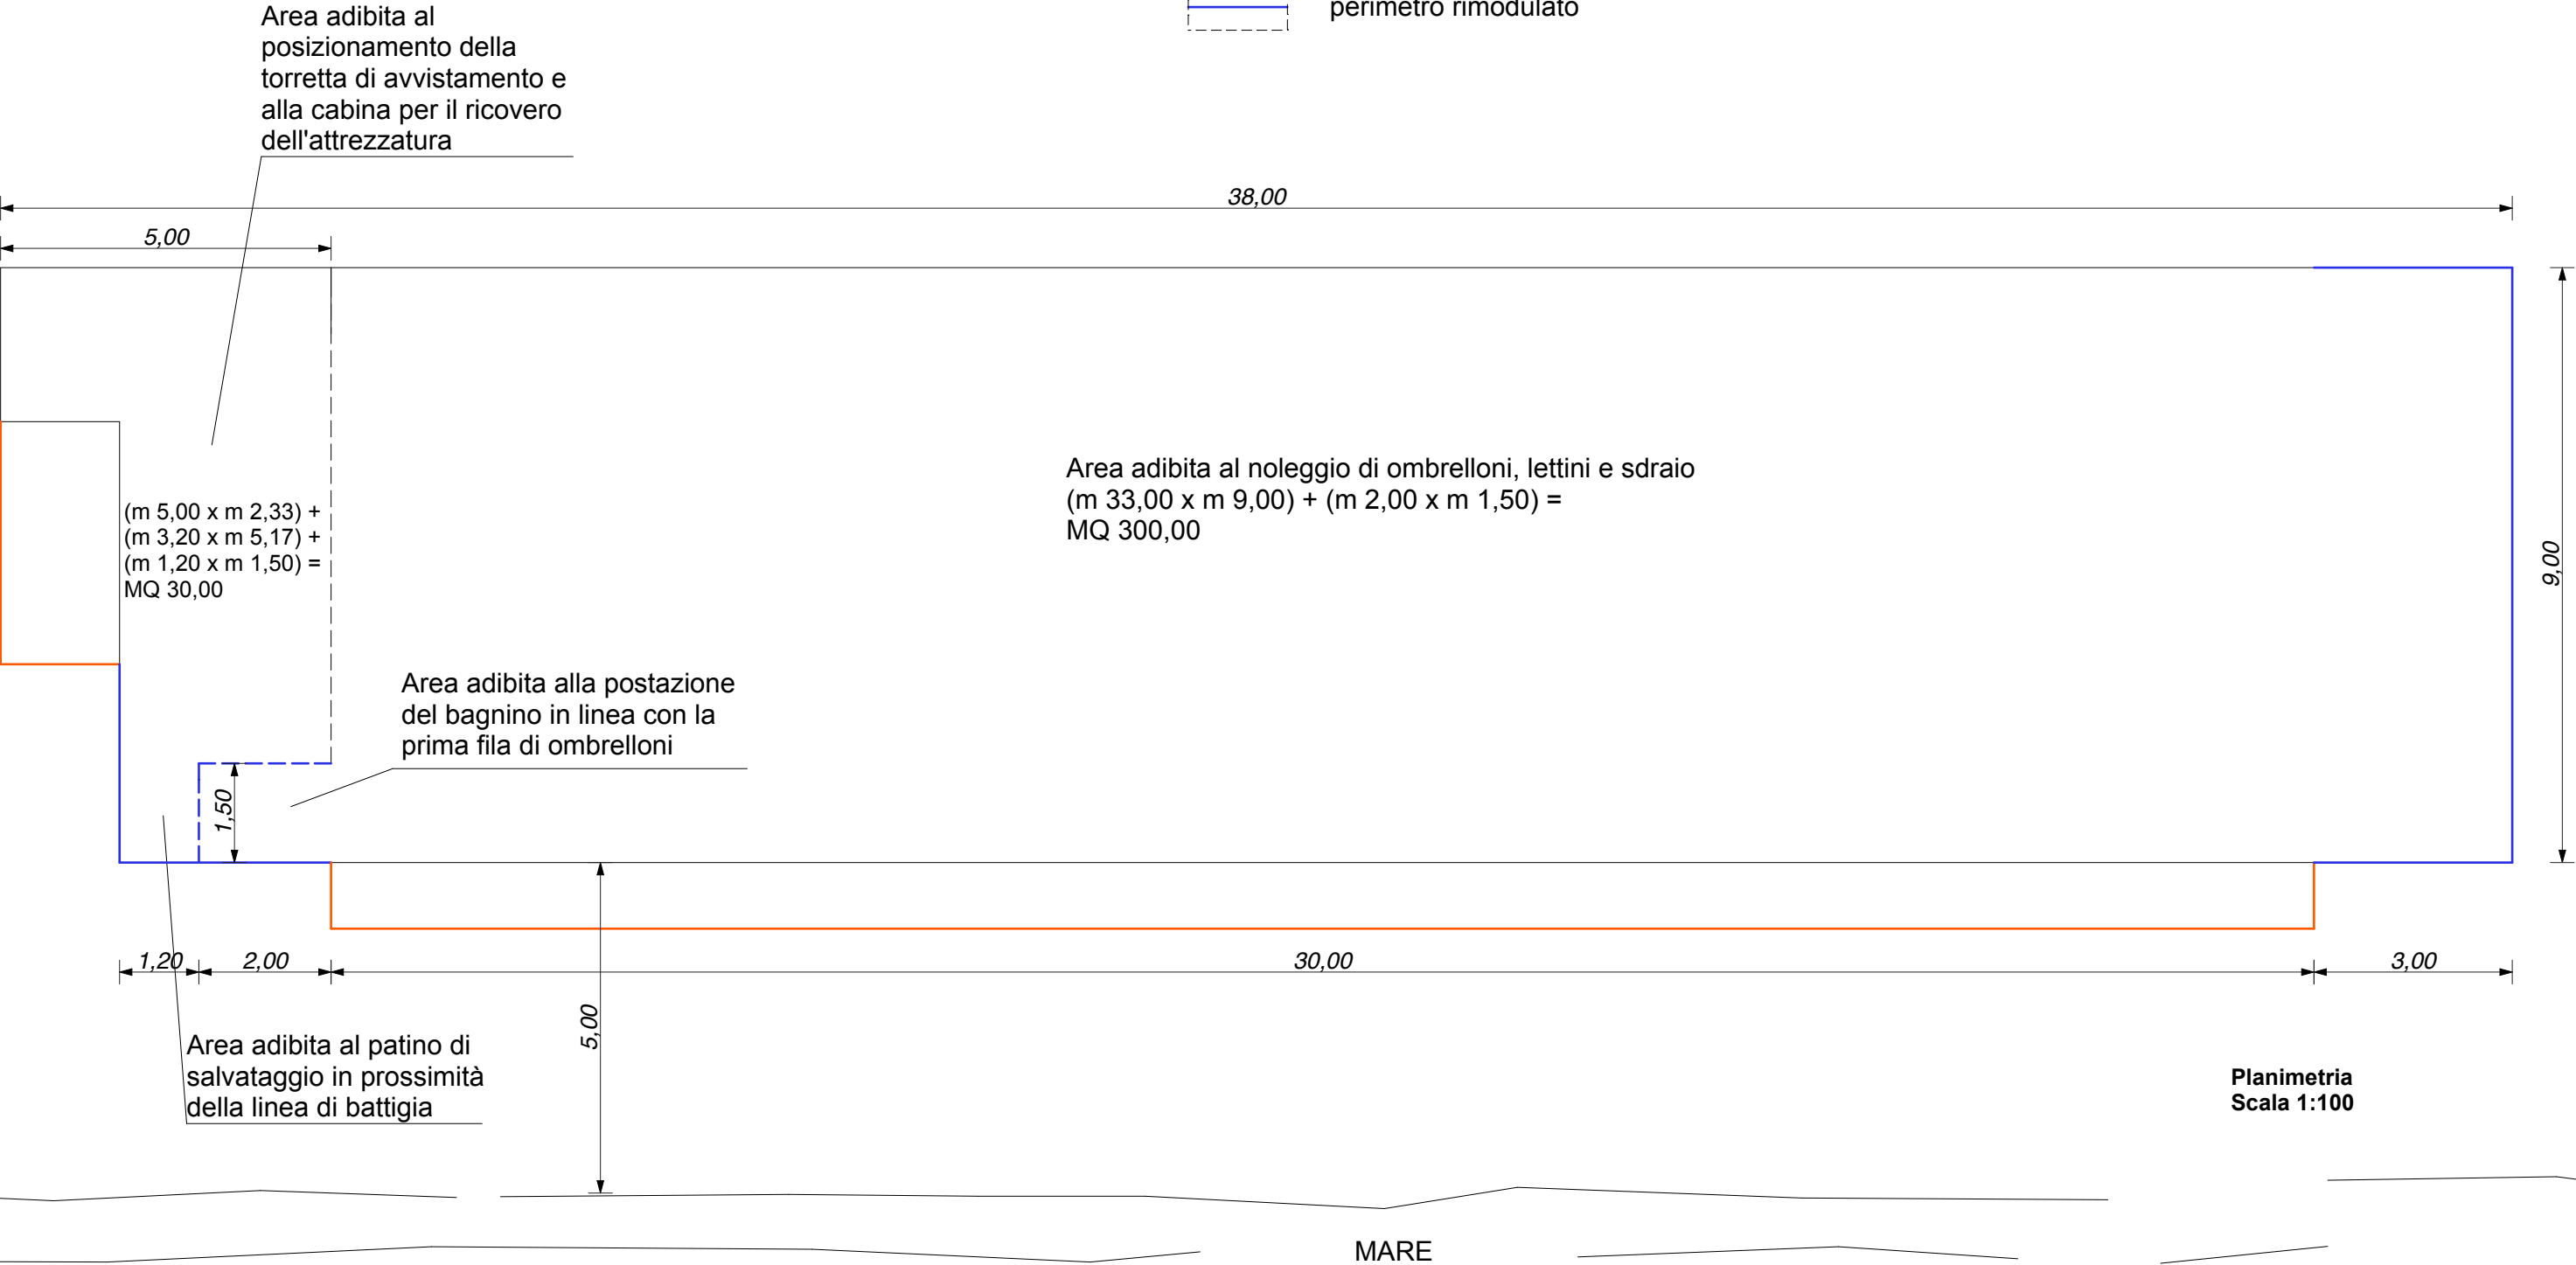 Area adibita al
posizionamento della
torretta di avvistamento e
alla cabina per il ricovero
dell'attrezzatura
perimetro rimodulato
38,00
5,00
Area adibita al noleggio di ombrelloni, lettini e sdraio
(m 33,00 x m 9,00) + (m 2,00 x m 1,50) =
MQ 300,00
(m 5,00 x m 2,33) +
(m 3,20 x m 5,17) +
(m 1,20 x m 1,50) =
MQ 30,00
9,00
Area adibita alla postazione
del bagnino in linea con la
prima fila di ombrelloni
1,50
1,20
2,00
30,00
3,00
5,00
Area adibita al patino di
salvataggio in prossimità
della linea di battigia
Planimetria
Scala 1:100
MARE